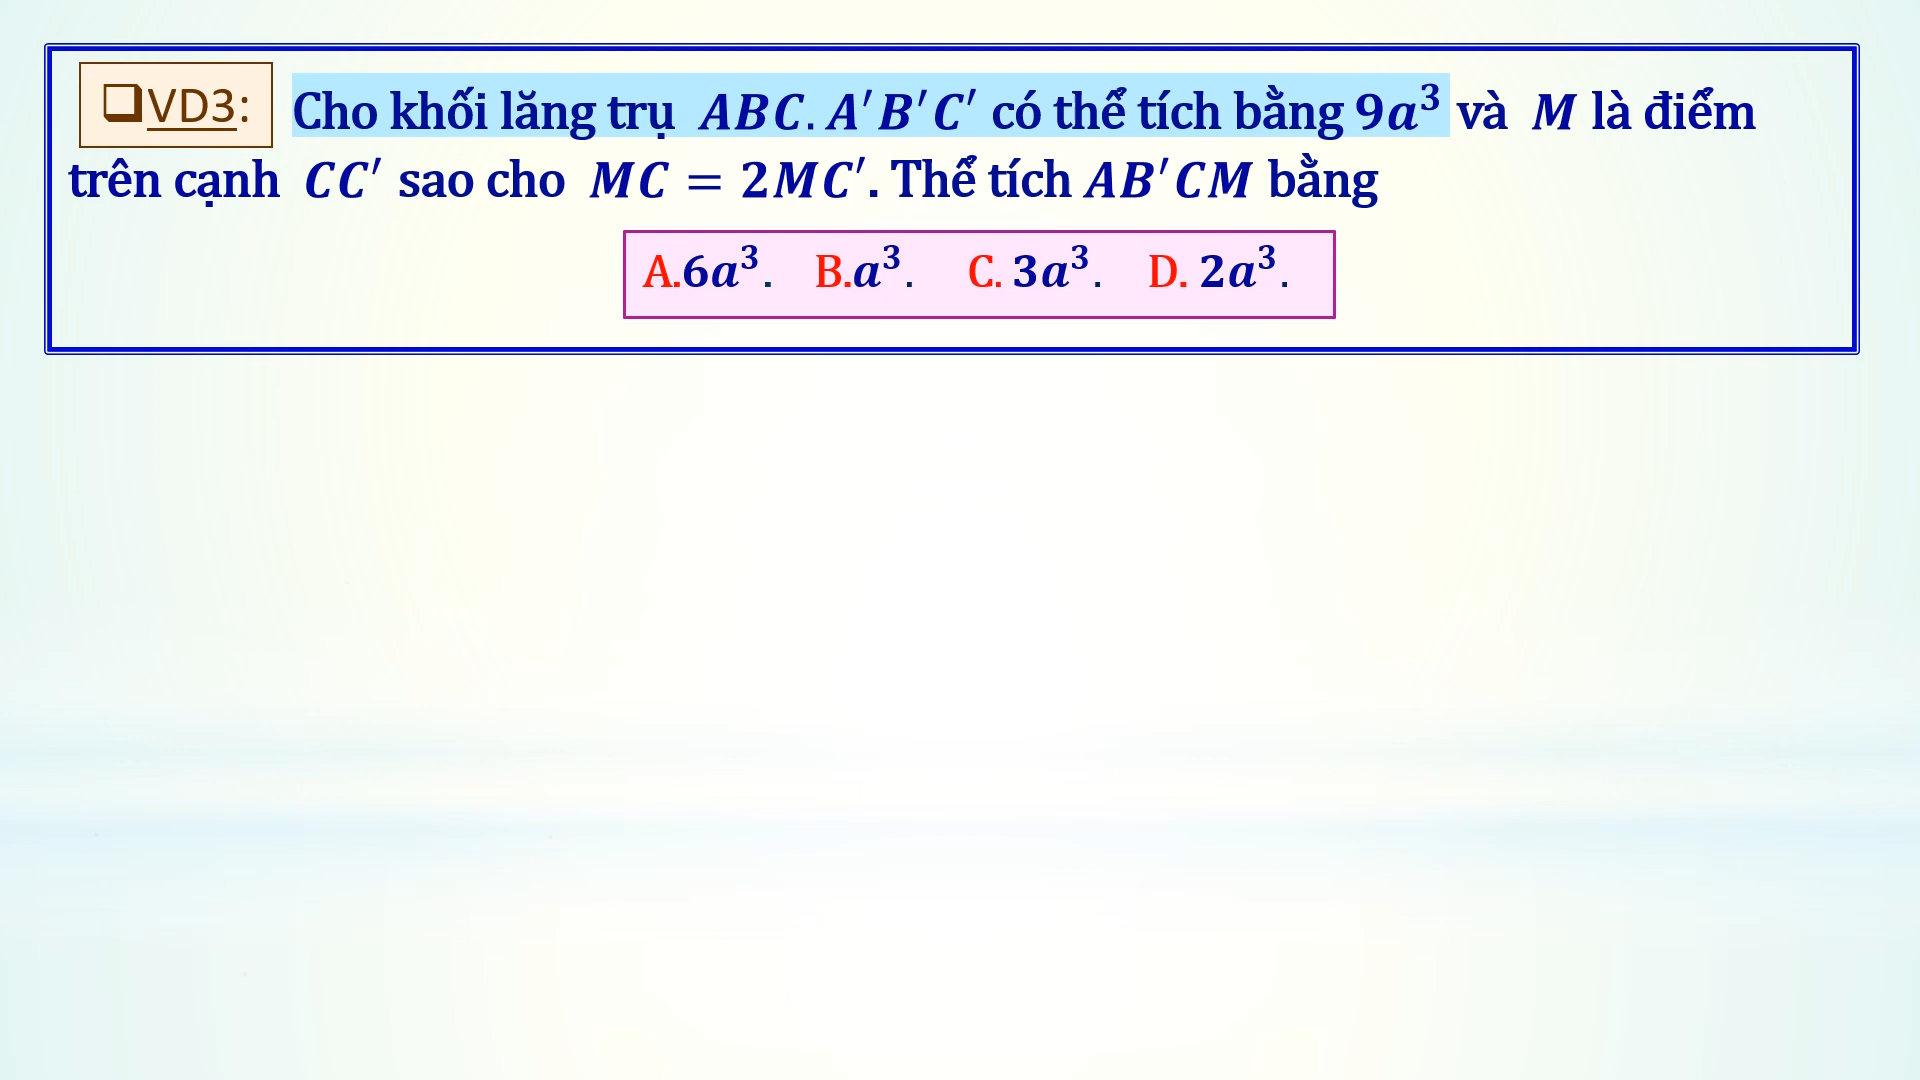 ❑VD3: Cho khối lăng trụ ABC.A′B′C′ có thể tích bằng 9a³ và M là điểm
trên cạnh CC′ sao cho MC = 2MC′. Thể tích AB′CM bằng
A.6a³. B.a³. C. 3a³. D. 2a³.